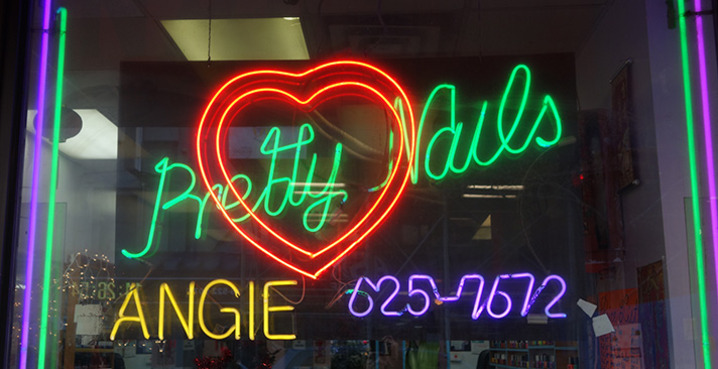 Pretty Nails
ANGIE 625-7672